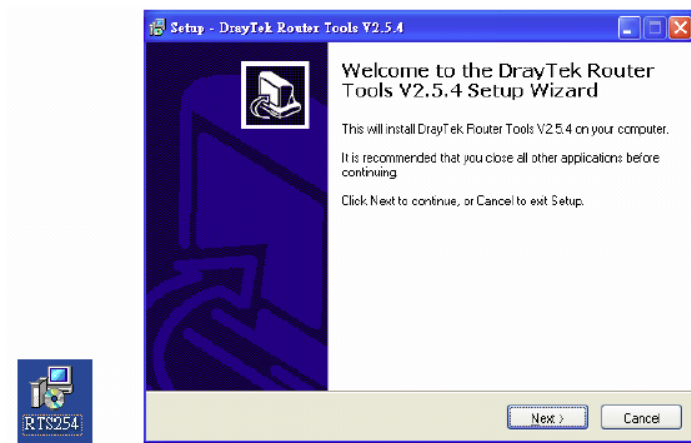 Setup - DrayTek Router Tools V2.5.4
Welcome to the DrayTek Router
Tools V2.5.4 Setup Wizard
This will install DrayTek Router Tools V2.5.4 on your computer.
It is recommended that you close all other applications before
continuing.
Click Next to continue, or Cancel to exit Setup.
RTS254
Next >
Cancel